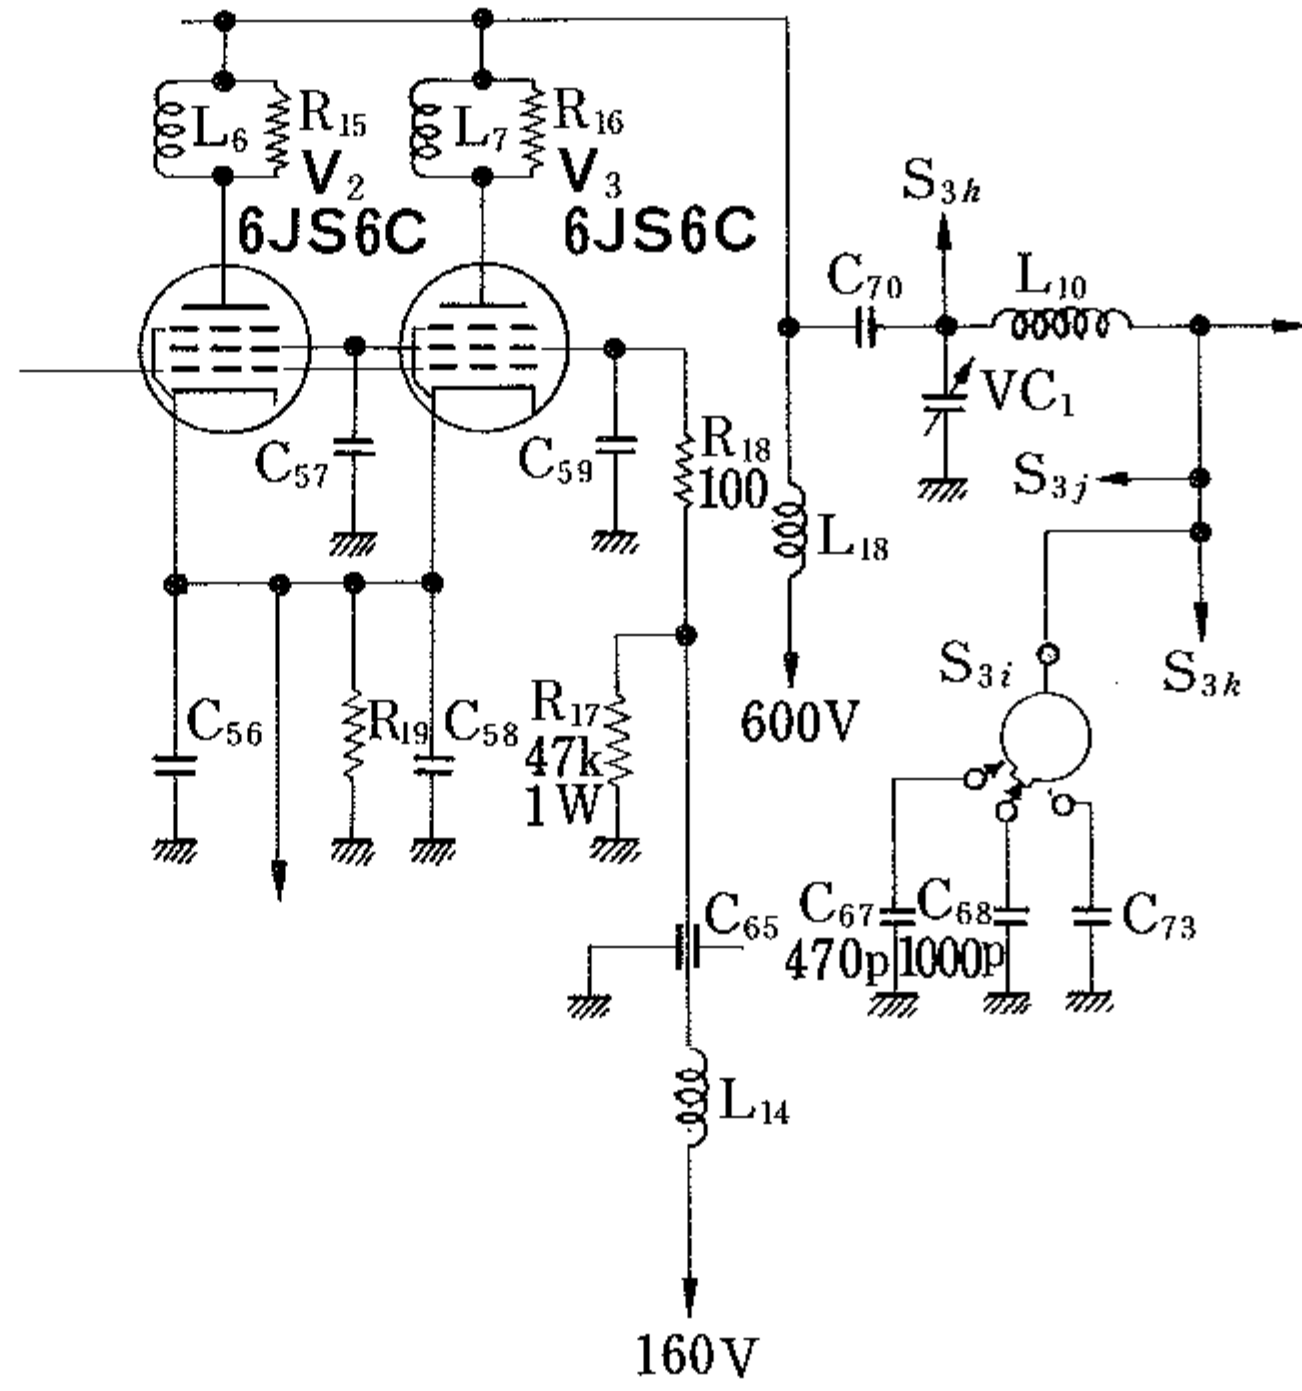 L6
R15
V2
6JS6C
L7
R16
V3
6JS6C
S3h
C70
L10
VC1
C57
C59
R18
100
L18
S3j
S3k
S3i
600V
C56
R19
C58
R17
47k
1W
C65
C67
470p
C68
1000p
C73
L14
160V